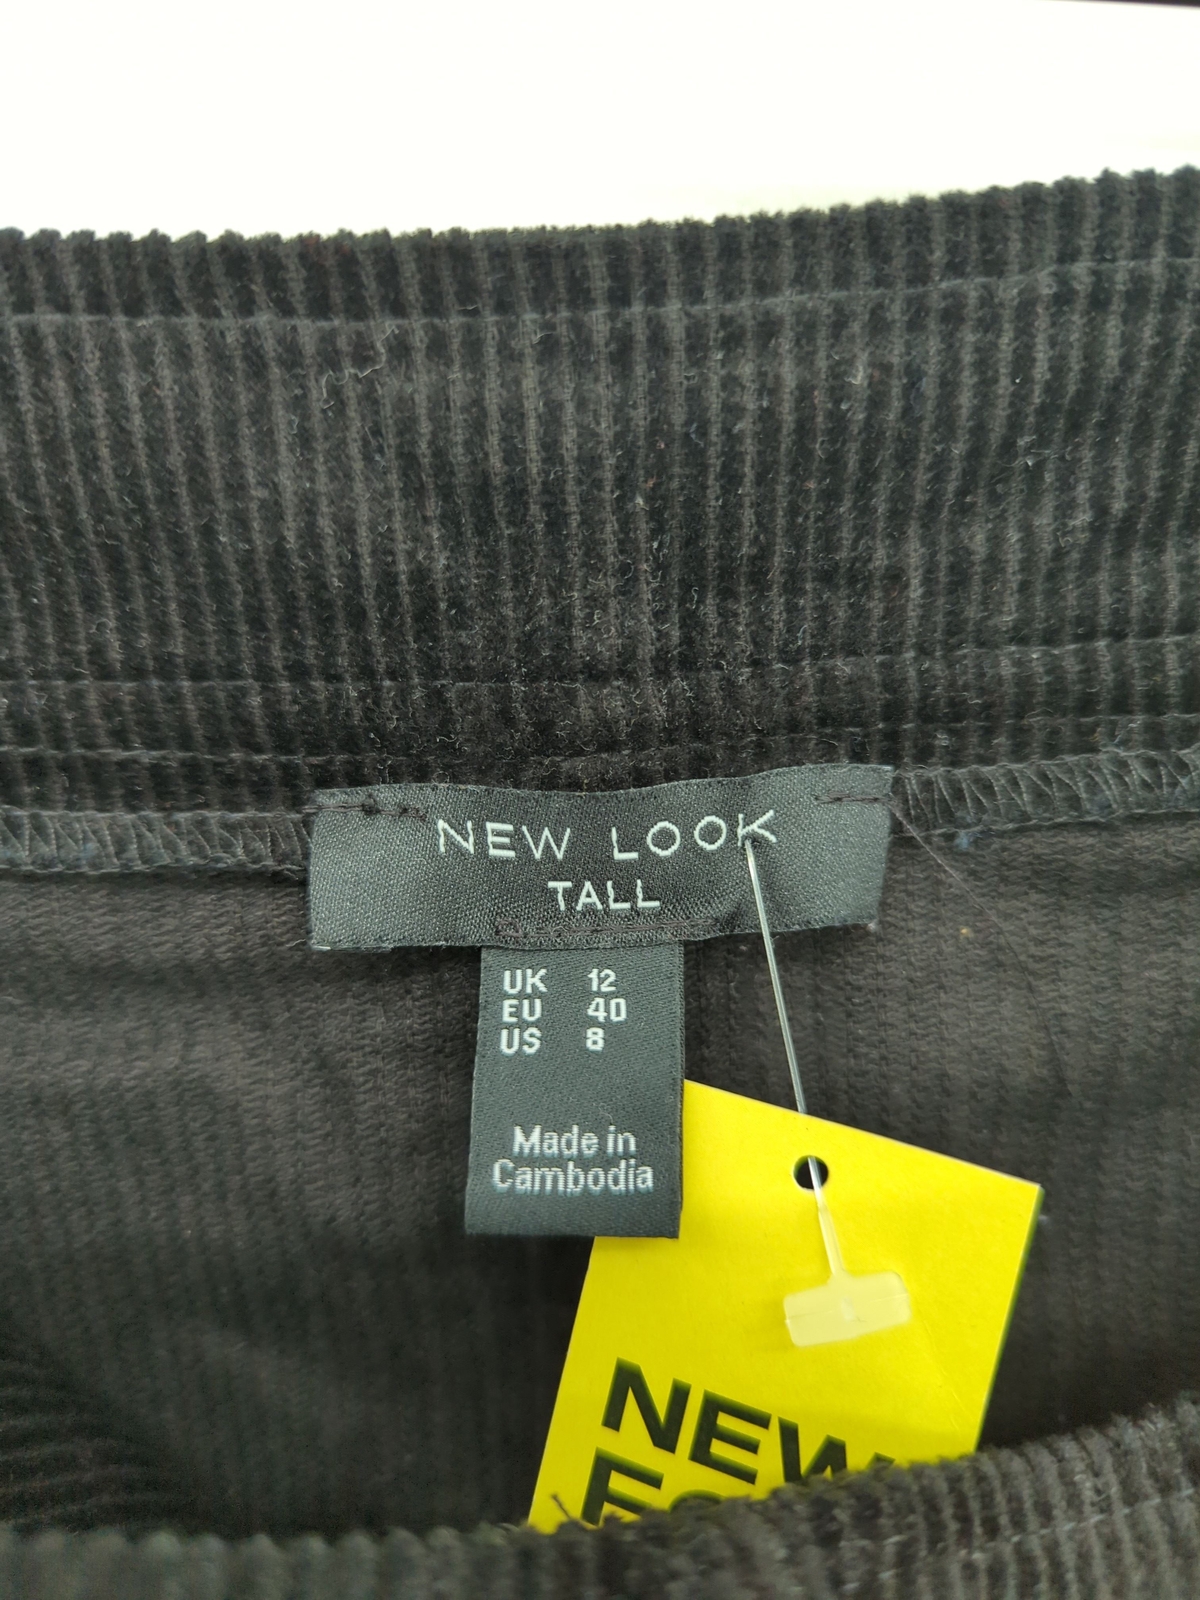 NEW LOOK
TALL
UK 12
EU 40
US 8
Made in
Cambodia
NEW